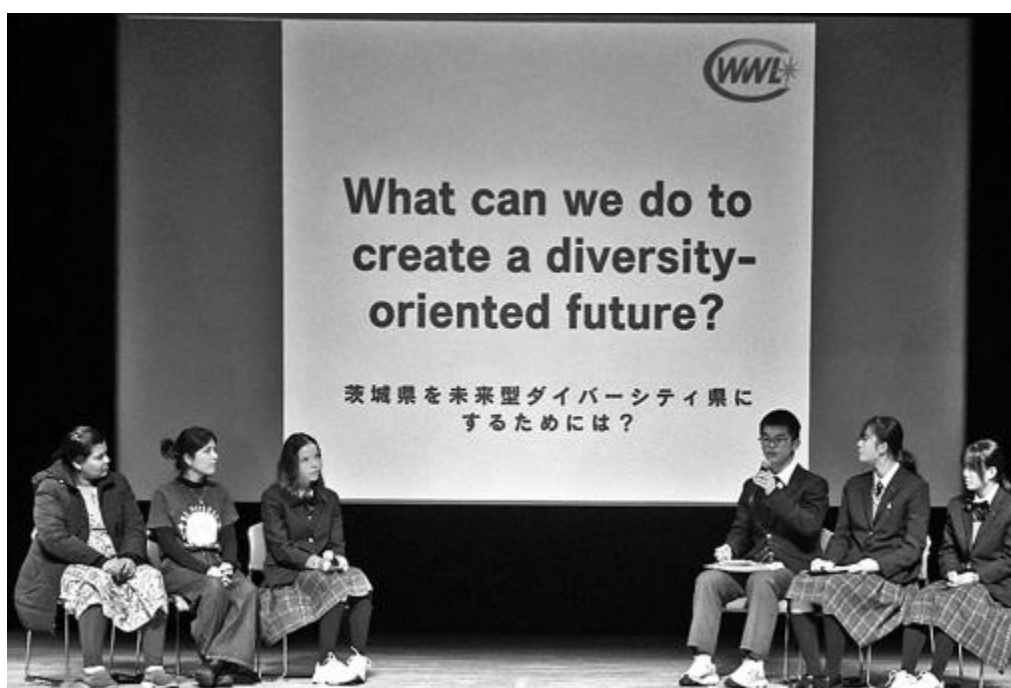 WWL
What can we do to
create a diversity-
oriented future?
茨城県を未来型ダイバーシティ県に
するためには？